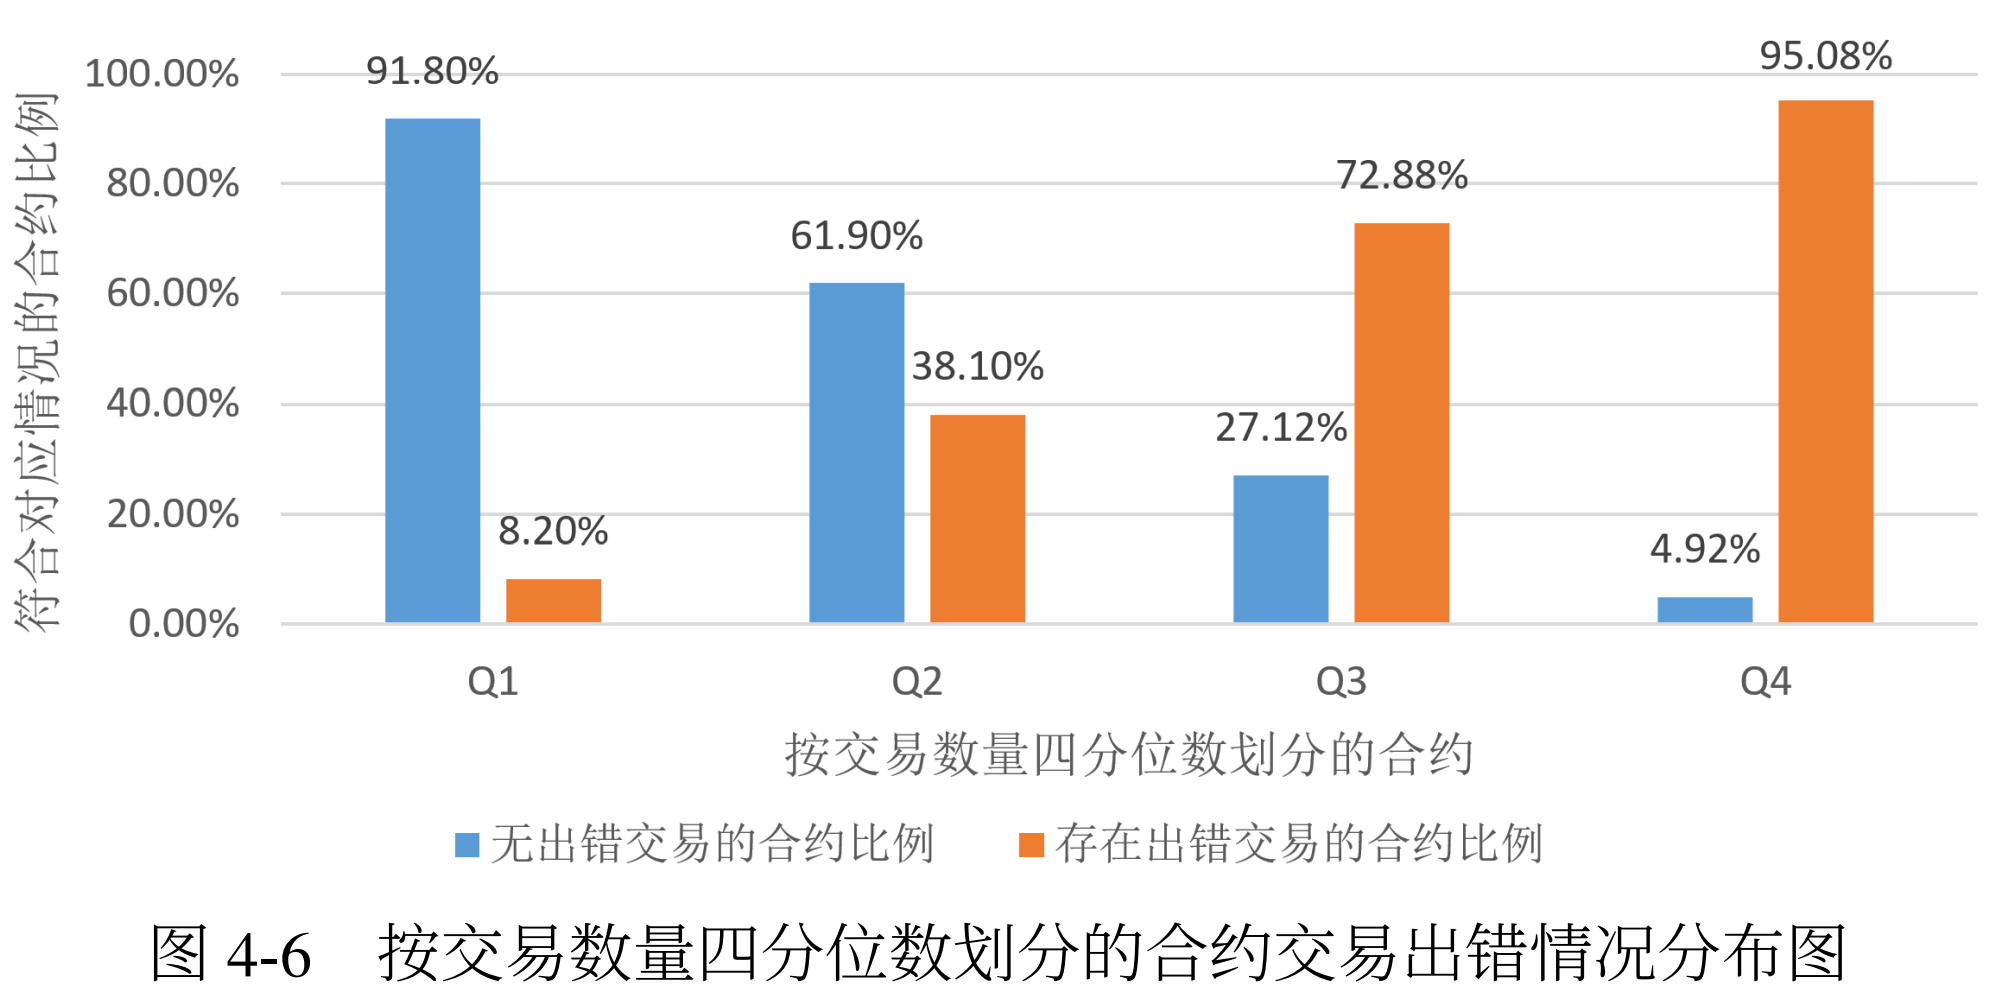 符合对应情况的合约比例
100.00%
80.00%
60.00%
40.00%
20.00%
0.00%
91.80%
8.20%
61.90%
38.10%
27.12%
72.88%
4.92%
95.08%
Q1
Q2
Q3
Q4
按交易数量四分位数划分的合约
无出错交易的合约比例
存在出错交易的合约比例
图 4-6 按交易数量四分位数划分的合约交易出错情况分布图